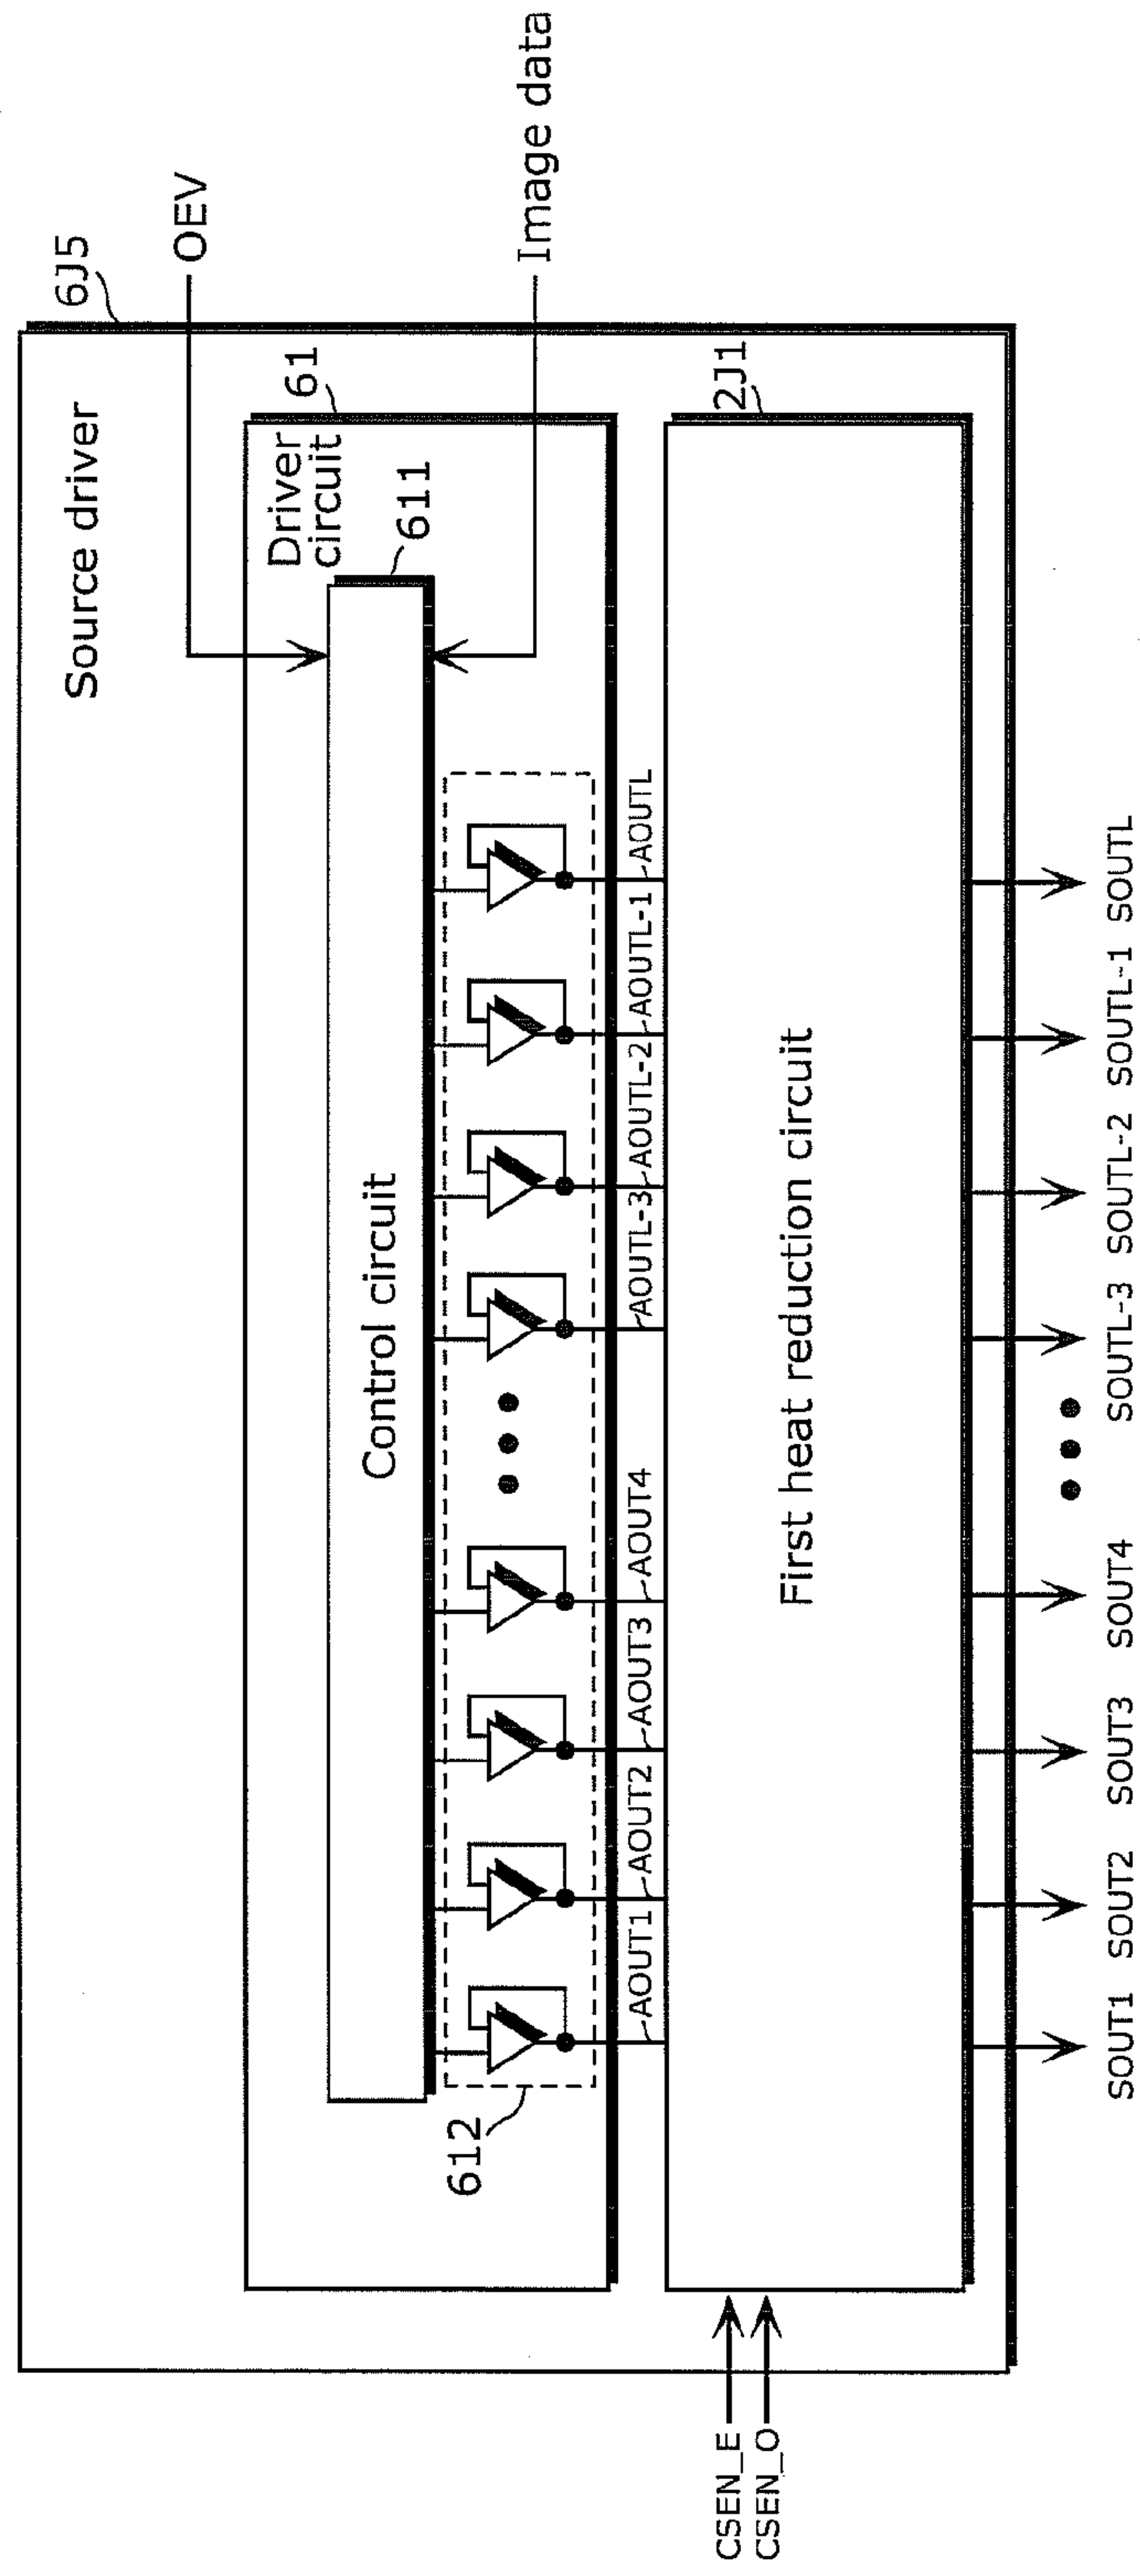 Source driver
6J5
OEV
Image data
Driver
circuit
61
Control circuit
611
612
AOUT1
AOUT2
AOUT3
AOUT4
AOUTL-3
AOUTL-2
AOUTL-1
AOUTL
First heat reduction circuit
2J1
CSEN_E
CSEN_O
SOUT1
SOUT2
SOUT3
SOUT4
SOUTL-3
SOUTL-2
SOUTL-1
SOUTL